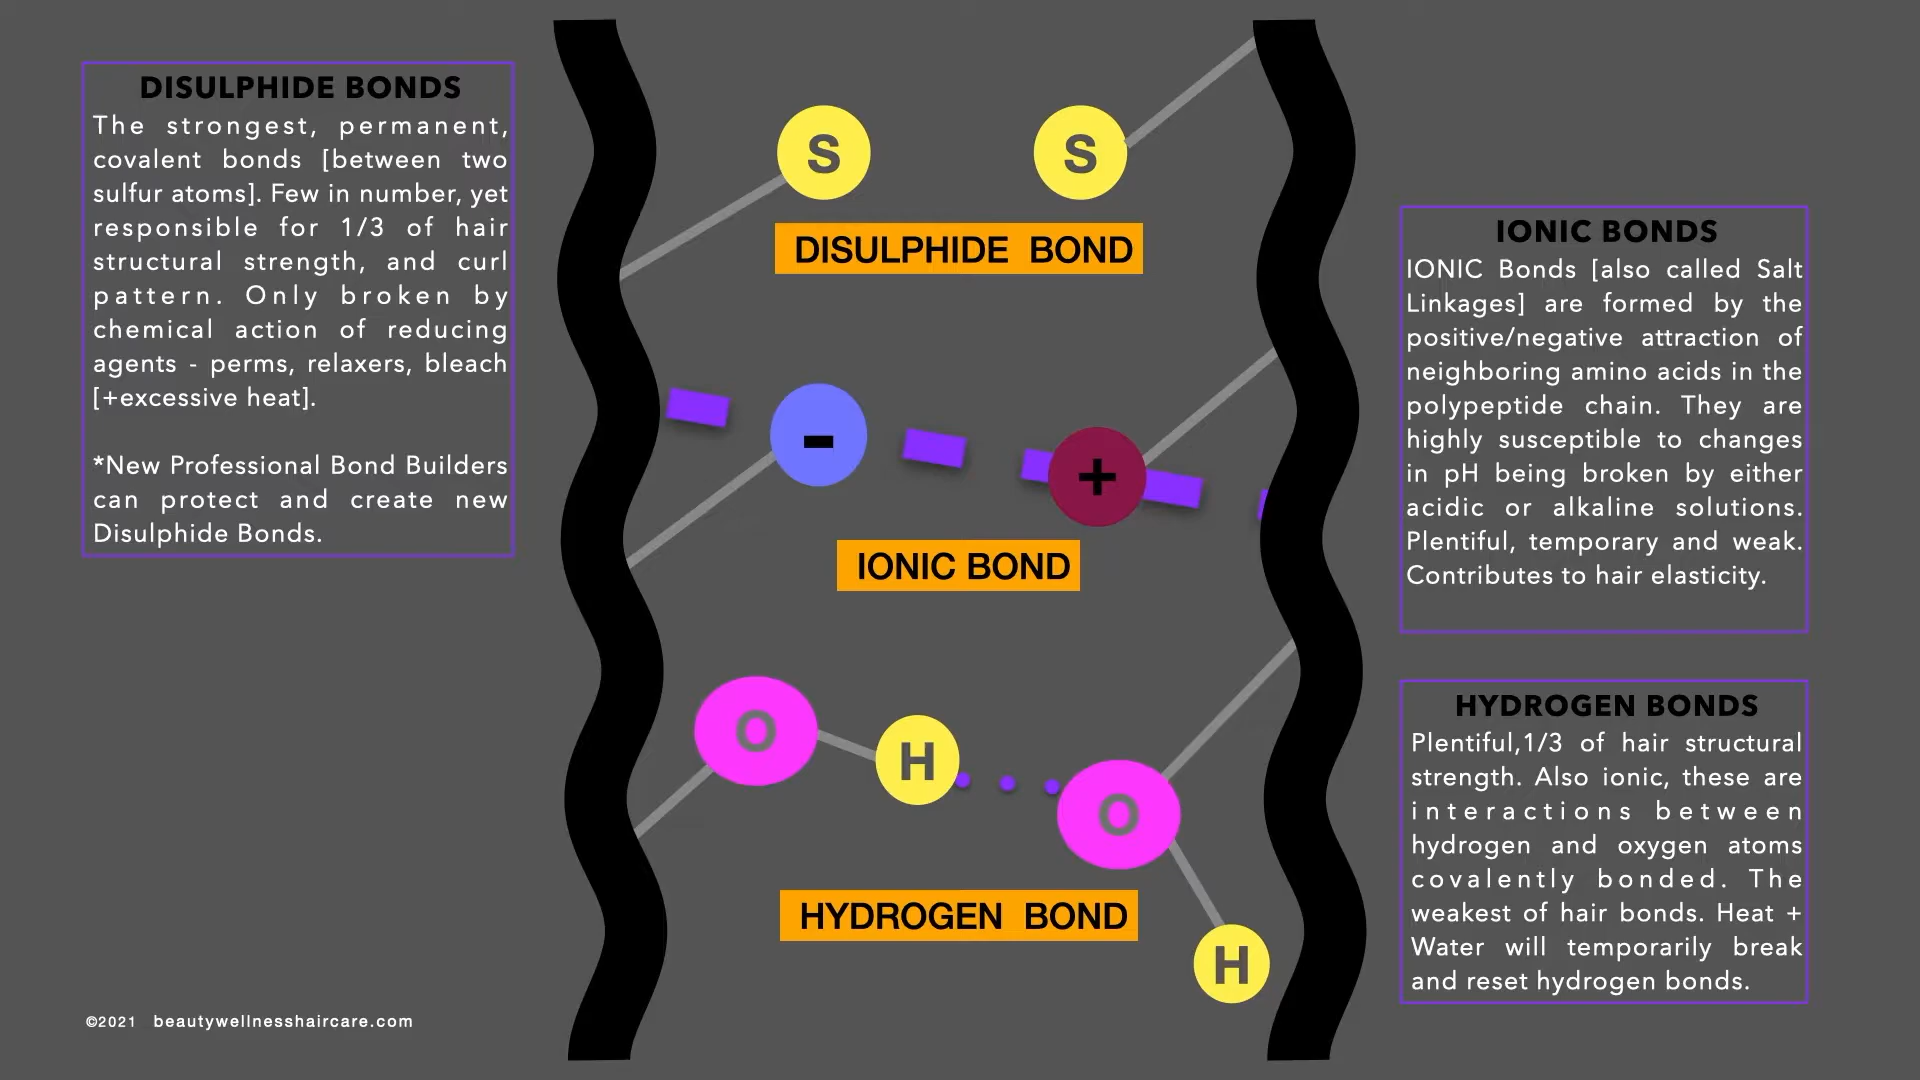 DISULPHIDE BONDS
The strongest, permanent,
covalent bonds [between two
sulfur atoms]. Few in number, yet
responsible for 1/3 of hair
structural strength, and curl
pattern. Only broken by
chemical action of reducing
agents - perms, relaxers, bleach
[+excessive heat].
*New Professional Bond Builders
can protect and create new
Disulphide Bonds.
S
S
DISULPHIDE BOND
-
+
IONIC BOND
O
H
O
HYDROGEN BOND
H
IONIC BONDS
IONIC Bonds [also called Salt
Linkages] are formed by the
positive/negative attraction of
neighboring amino acids in the
polypeptide chain. They are
highly susceptible to changes
in pH being broken by either
acidic or alkaline solutions.
Plentiful, temporary and weak.
Contributes to hair elasticity.
HYDROGEN BONDS
Plentiful,1/3 of hair structural
strength. Also ionic, these are
interactions between
hydrogen and oxygen atoms
covalently bonded. The
weakest of hair bonds. Heat +
Water will temporarily break
and reset hydrogen bonds.
©2021 beautywellnesshaircare.com